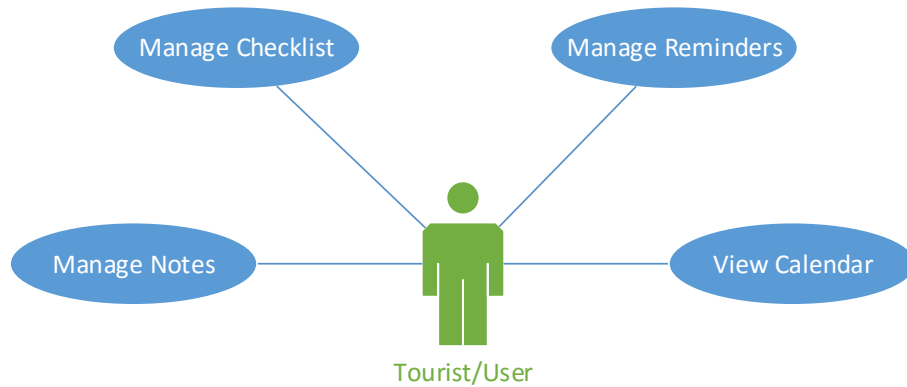 Manage Checklist
Manage Reminders
Manage Notes
View Calendar
Tourist/User